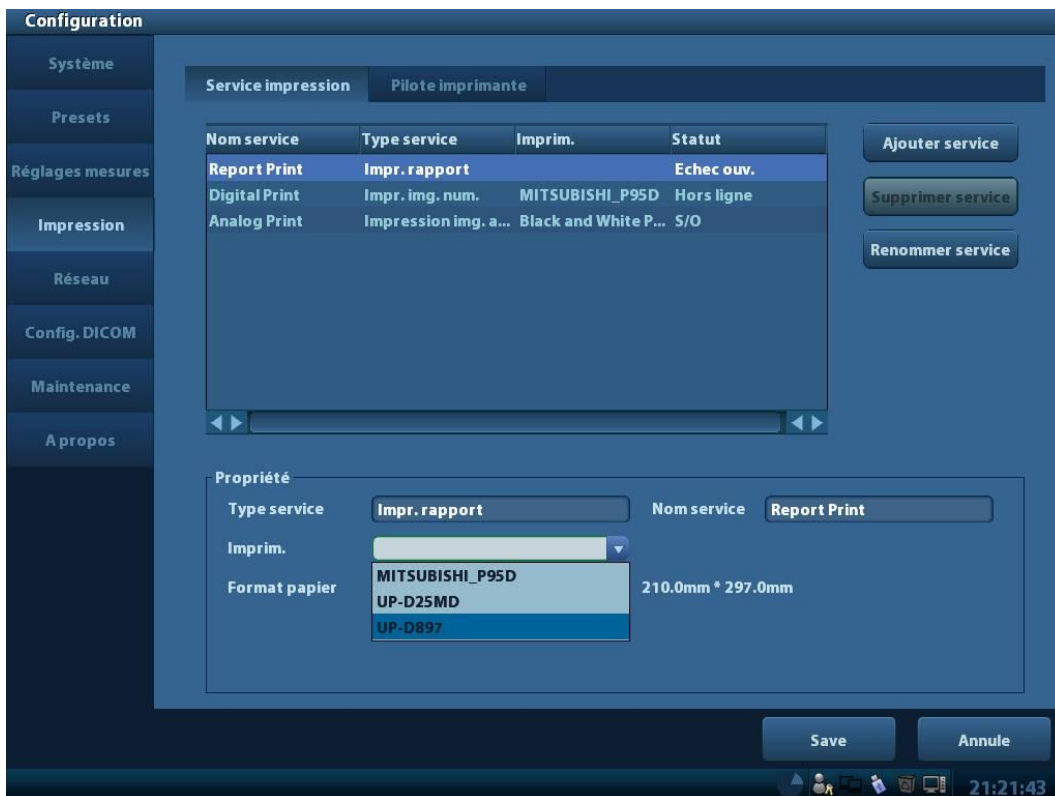 Configuration
Système
Presets
Réglages mesures
Impression
Réseau
Config. DICOM
Maintenance
A propos
Service impression Pilote imprimante
Nom service Type service Imprim. Statut
Report Print Impr. rapport Echec ouv.
Digital Print Impr. img. num. MITSUBISHI_P95D Hors ligne
Analog Print Impression img. a... Black and White P... S/O
Ajouter service
Supprimer service
Renommer service
Propriété
Type service Impr. rapport Nom service Report Print
Imprim.
MITSUBISHI_P95D
Format papier 210.0mm * 297.0mm
UP-D25MD
UP-D897
Save Annule
21:21:43